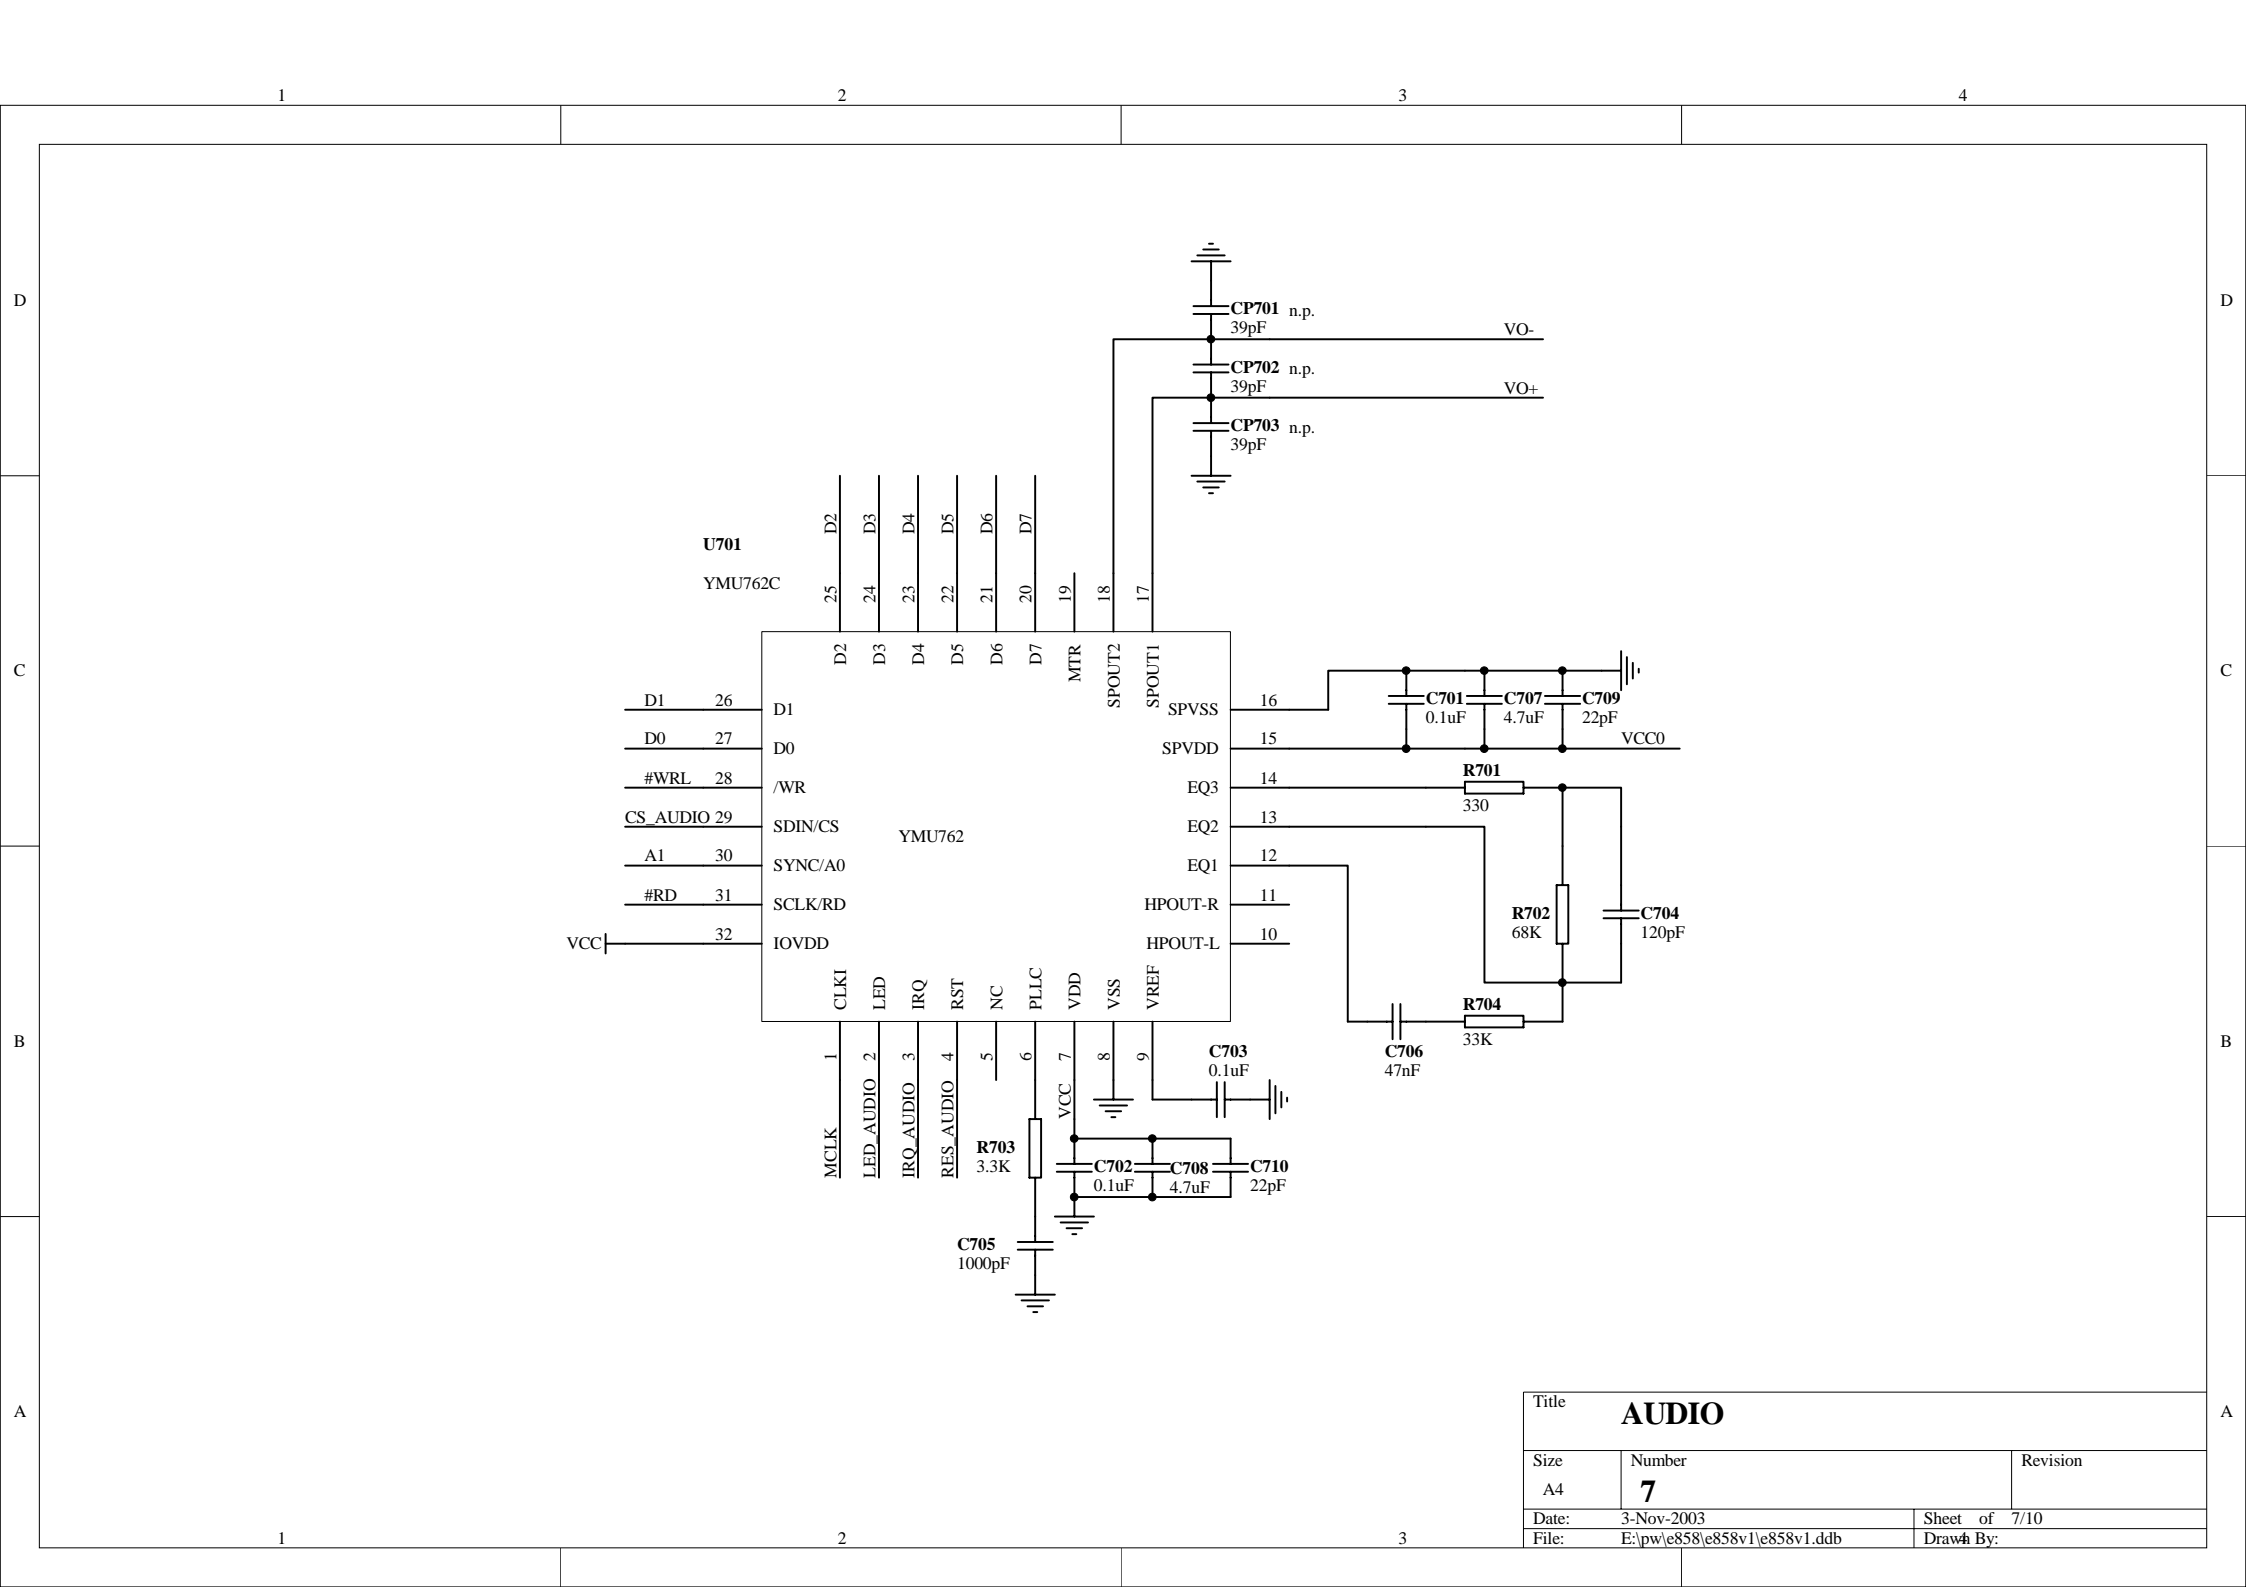 1 2 3 4
D D
CP701 n.p.
39pF
VO-
CP702 n.p.
39pF
VO+
CP703 n.p.
39pF
U701
YMU762C
D2 D3 D4 D5 D6 D7
25 24 23 22 21 20 19 18 17
D2 D3 D4 D5 D6 D7 MTR SPOUT2 SPOUT1
C C
D1 26 D1
D0 27 D0
#WRL 28 /WR
CS_AUDIO 29 SDIN/CS
A1 30 SYNC/A0
#RD 31 SCLK/RD
VCC 32 IOVDD
YMU762
SPVSS 16
SPVDD 15
EQ3 14
EQ2 13
EQ1 12
HPOUT-R 11
HPOUT-L 10
C701 C707 C709
0.1uF 4.7uF 22pF
VCC0
R701
330
R702
68K
C704
120pF
R704
33K
C706
47nF
CLKI LED IRQ RST NC PLLC VDD VSS VREF
1 2 3 4 5 6 7 8 9
MCLK LED_AUDIO IRQ_AUDIO RES_AUDIO VCC
B B
C703
0.1uF
R703
3.3K
C702 C708 C710
0.1uF 4.7uF 22pF
C705
1000pF
A A
Title
AUDIO
Size Number Revision
A4 7
Date: 3-Nov-2003 Sheet of 7/10
File: E:\pw\e858\e858v1\e858v1.ddb Drawn By:
1 2 3 4